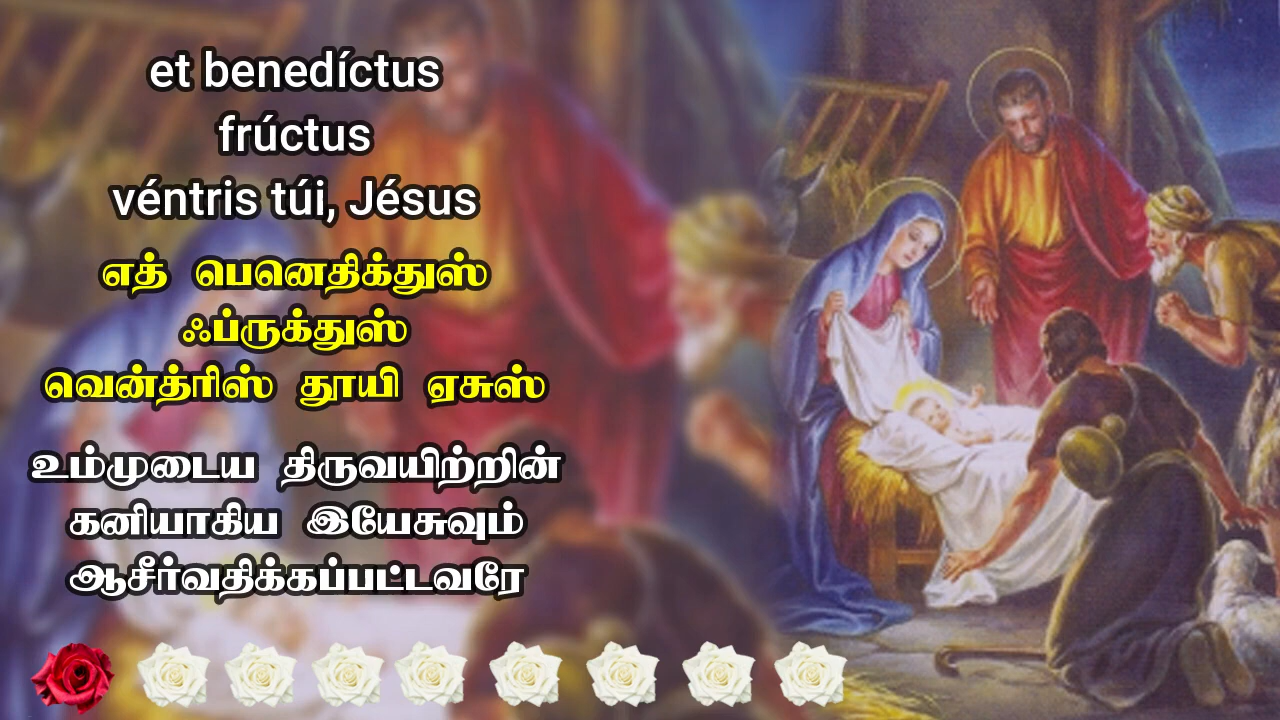 et benedíctus
frúctus
véntris túi, Jésus
எத் பெனெதிக்துஸ்
ஃப்ருக்துஸ்
வென்த்ரிஸ் தூயி ஏசுஸ்
உம்முடைய திருவயிற்றின்
கனியாகிய இயேசுவும்
ஆசீர்வதிக்கப்பட்டவரே